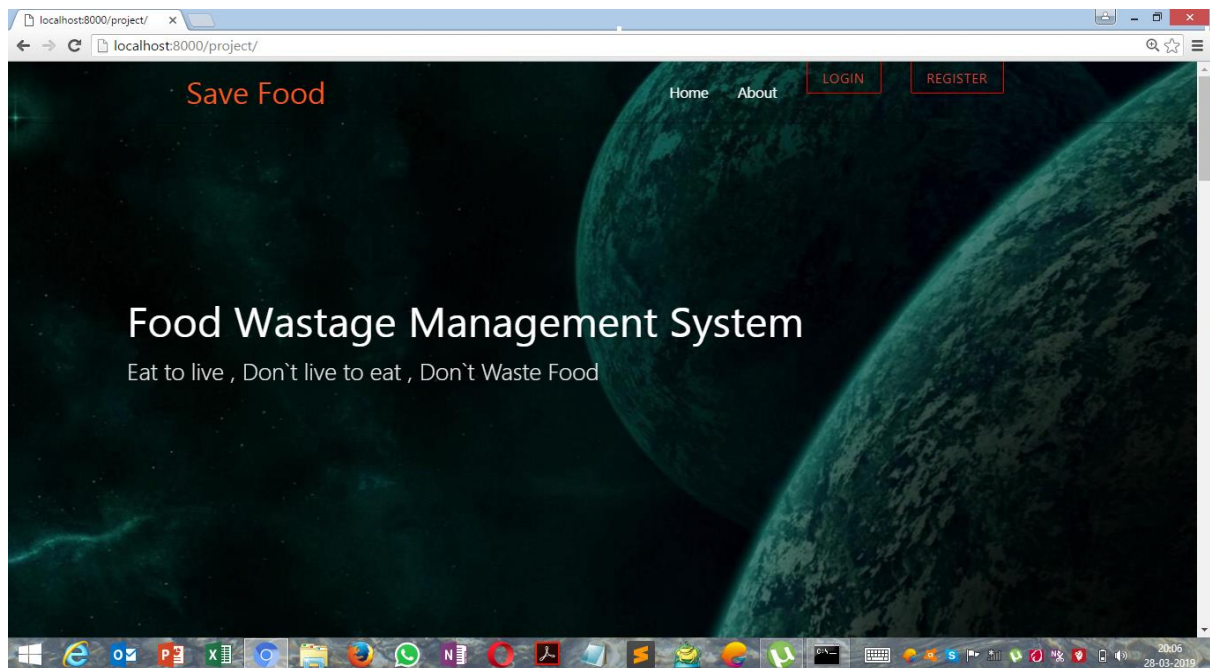 localhost:8000/project/
localhost:8000/project/
Save Food
Home About LOGIN REGISTER
Food Wastage Management System
Eat to live , Don`t live to eat , Don`t Waste Food
20:06
28-03-2019